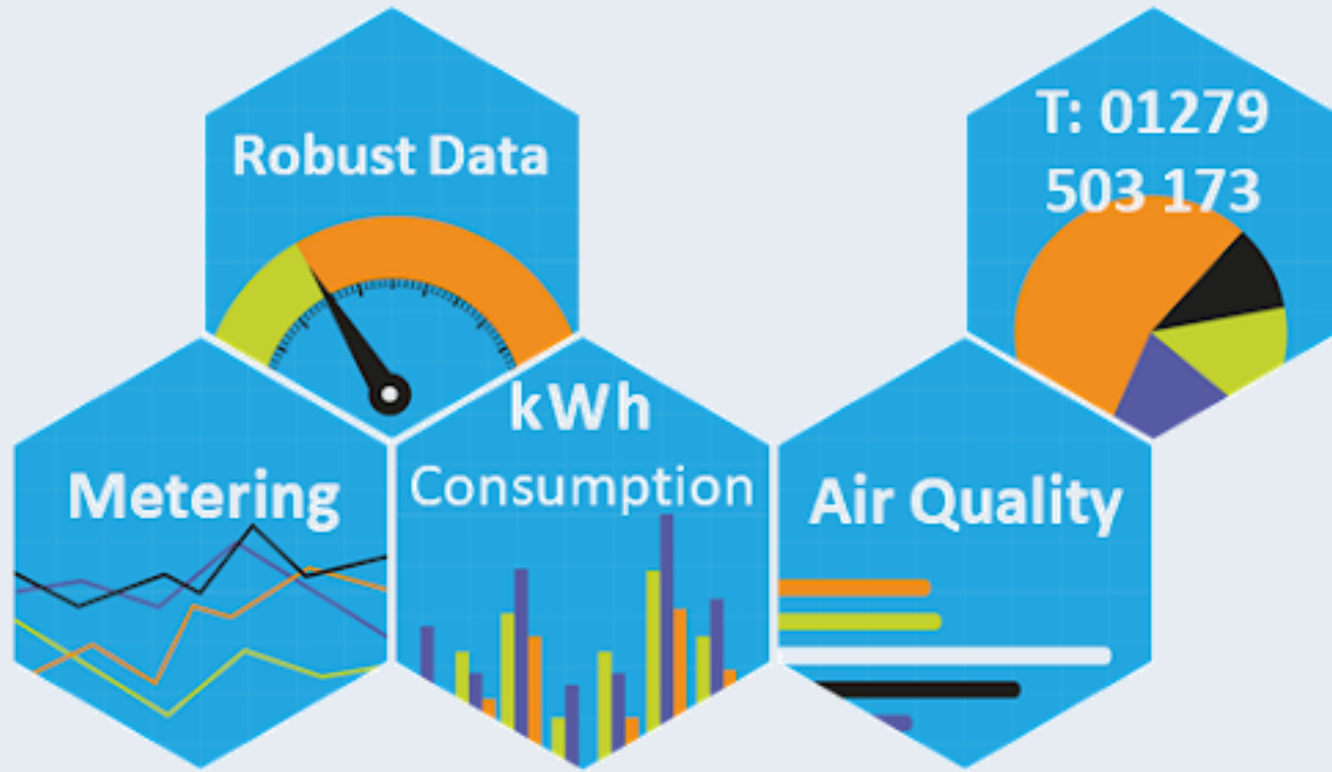 Robust Data
T: 01279
503 173
Metering
kWh
Consumption
Air Quality